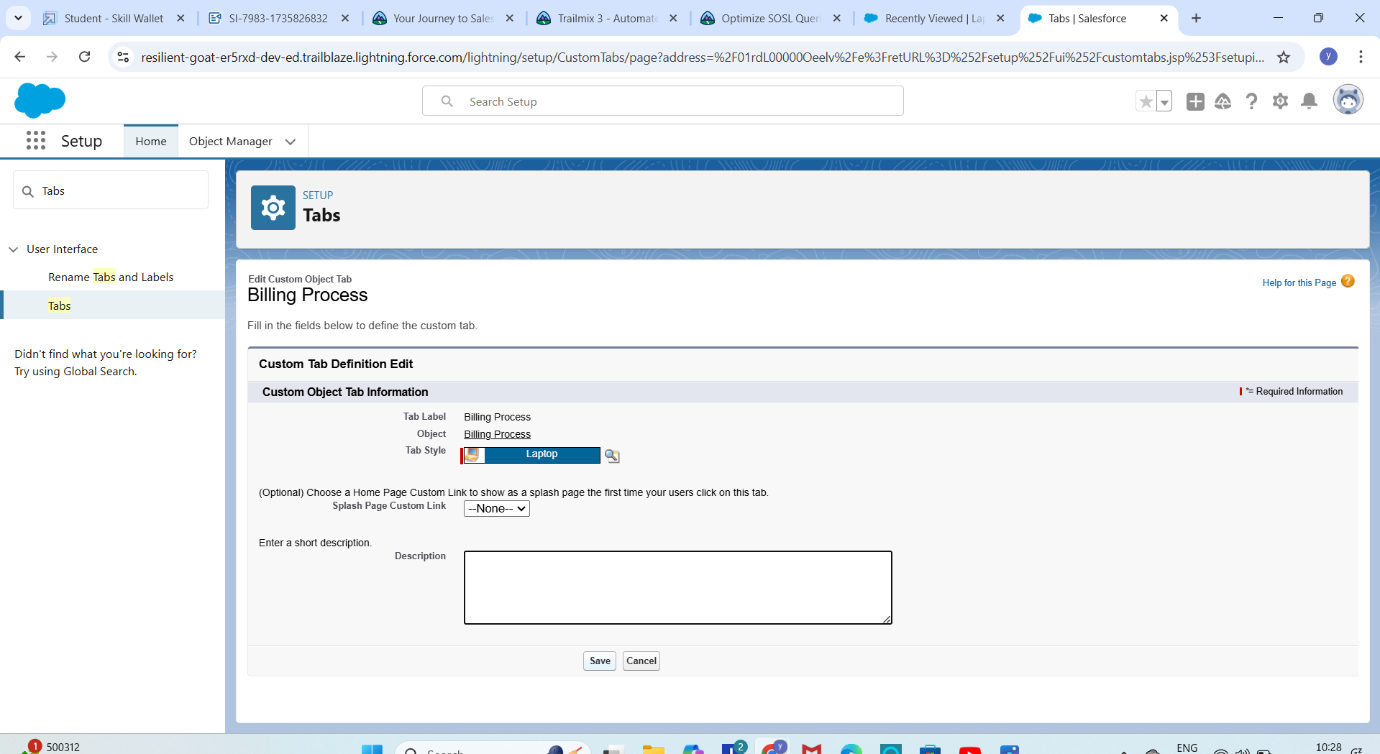 Student - Skill Wallet
SI-7983-1735826832
Your Journey to Sales
Trailmix 3 - Automat
Optimize SOSL Quer
Recently Viewed | La
Tabs | Salesforce
resilient-goat-er5rxd-dev-ed.trailblaze.lightning.force.com/lightning/setup/CustomTabs/page?address=%2F01rdL00000Oeelv%2Fe%3FretURL%3D%252Fsetup%252Fui%252Fcustomtabs.jsp%253Fsetupi...
y
Search Setup
Setup
Home
Object Manager
Tabs
User Interface
Rename Tabs and Labels
Tabs
Didn't find what you're looking for?
Try using Global Search.
SETUP
Tabs
Edit Custom Object Tab
Billing Process
Help for this Page
Fill in the fields below to define the custom tab.
Custom Tab Definition Edit
Custom Object Tab Information
= Required Information
Tab Label Billing Process
Object Billing Process
Tab Style Laptop
(Optional) Choose a Home Page Custom Link to show as a splash page the first time your users click on this tab.
Splash Page Custom Link --None--
Enter a short description.
Description
Save Cancel
1 500312
Search
2
y
ENG
10:28